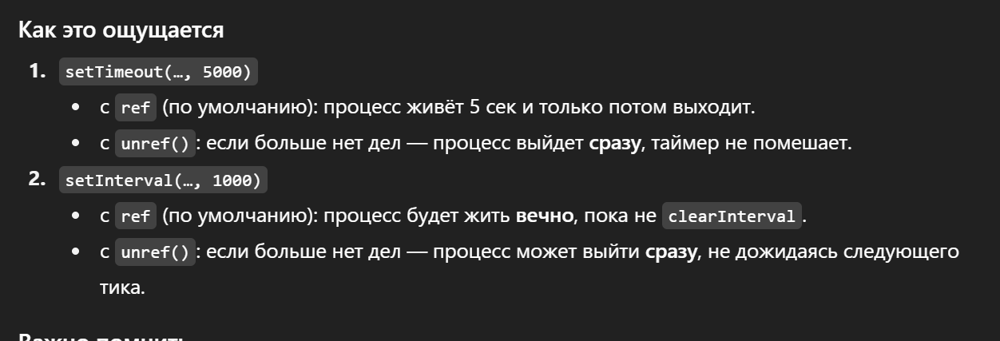 Как это ощущается
1. setTimeout(…, 5000)
• с ref (по умолчанию): процесс живёт 5 сек и только потом выходит.
• с unref(): если больше нет дел — процесс выйдет сразу, таймер не помешает.
2. setInterval(…, 1000)
• с ref (по умолчанию): процесс будет жить вечно, пока не clearInterval.
• с unref(): если больше нет дел — процесс может выйти сразу, не дожидаясь следующего
тика.
Важно помнить